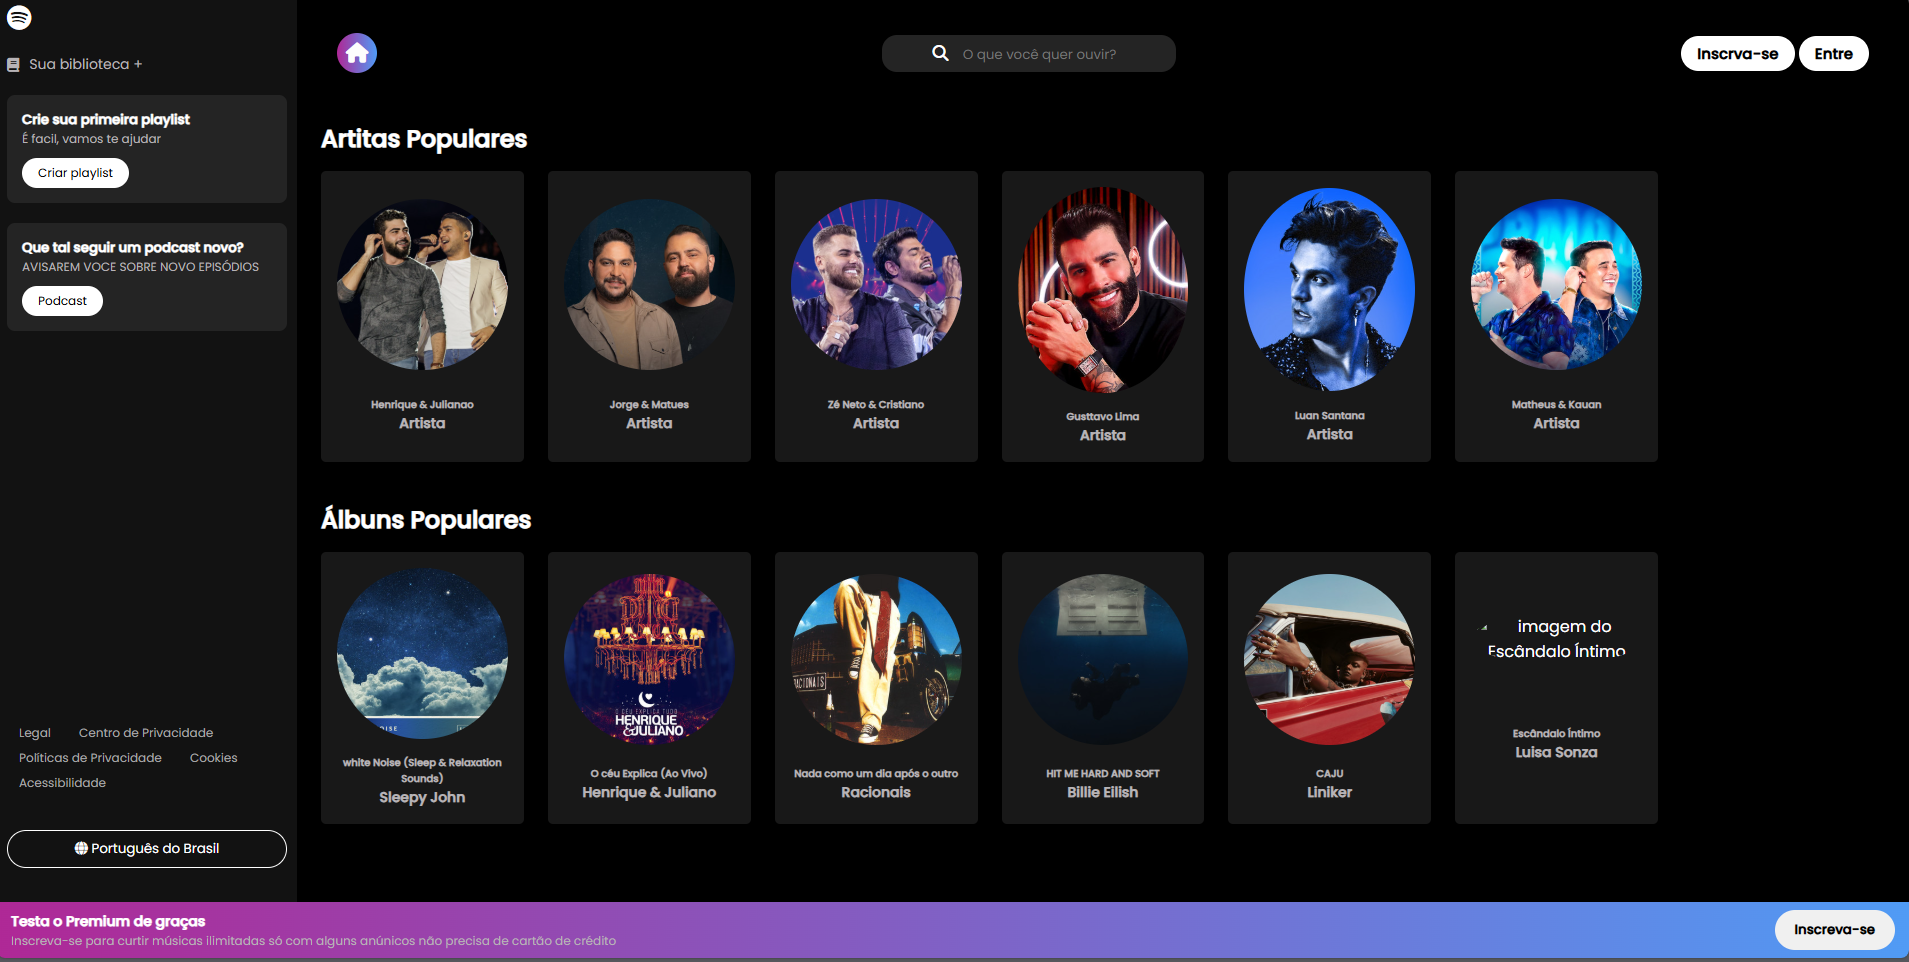 Sua biblioteca +
Crie sua primeira playlist
É facil, vamos te ajudar
Criar playlist
Que tal seguir um podcast novo?
AVISAREM VOCE SOBRE NOVO EPISÓDIOS
Podcast
Legal Centro de Privacidade
Políticas de Privacidade Cookies
Acessibilidade
Português do Brasil
O que você quer ouvir?
Inscrva-se Entre
Artitas Populares
Henrique & Julianao
Artista
Jorge & Matues
Artista
Zé Neto & Cristiano
Artista
Gusttavo Lima
Artista
Luan Santana
Artista
Matheus & Kauan
Artista
Álbuns Populares
white Noise (Sleep & Relaxation
Sounds)
Sleepy John
O CÉU EXPLICA TUDO
HENRIQUE
&JULIANO
O céu Explica (Ao Vivo)
Henrique & Juliano
Nada como um dia após o outro
Racionais
HIT ME HARD AND SOFT
Billie Eilish
CAJU
Liniker
imagem do
Escândalo Íntimo
Escândalo Íntimo
Luisa Sonza
Testa o Premium de graças
Inscreva-se para curtir músicas ilimitadas só com alguns anúnicos não precisa de cartão de crédito
Inscreva-se